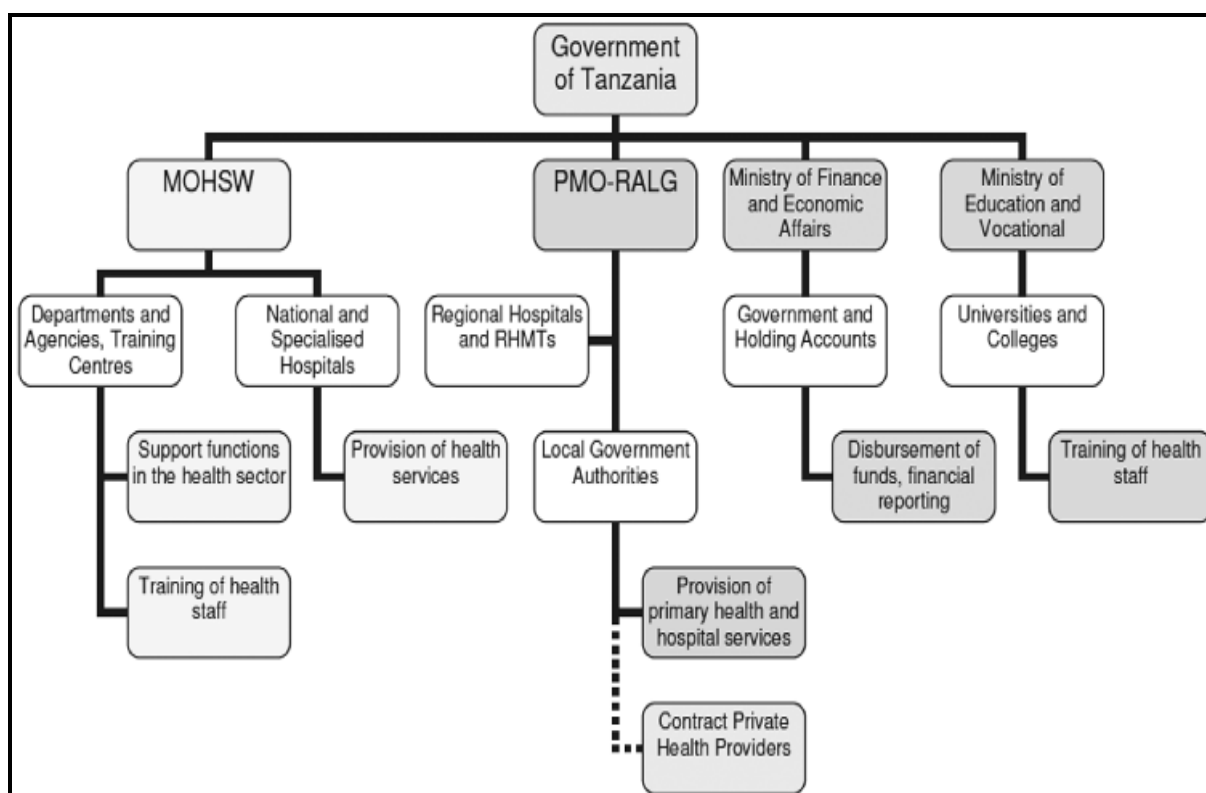 Government
of Tanzania
MOHSW
PMO-RALG
Ministry of Finance
and Economic
Affairs
Ministry of
Education and
Vocational
Departments and
Agencies, Training
Centres
National and
Specialised
Hospitals
Regional Hospitals
and RHMTs
Government and
Holding Accounts
Universities and
Colleges
Support functions
in the health sector
Provision of health
services
Local Government
Authorities
Disbursement of
funds, financial
reporting
Training of health
staff
Training of health
staff
Provision of
primary health and
hospital services
Contract Private
Health Providers